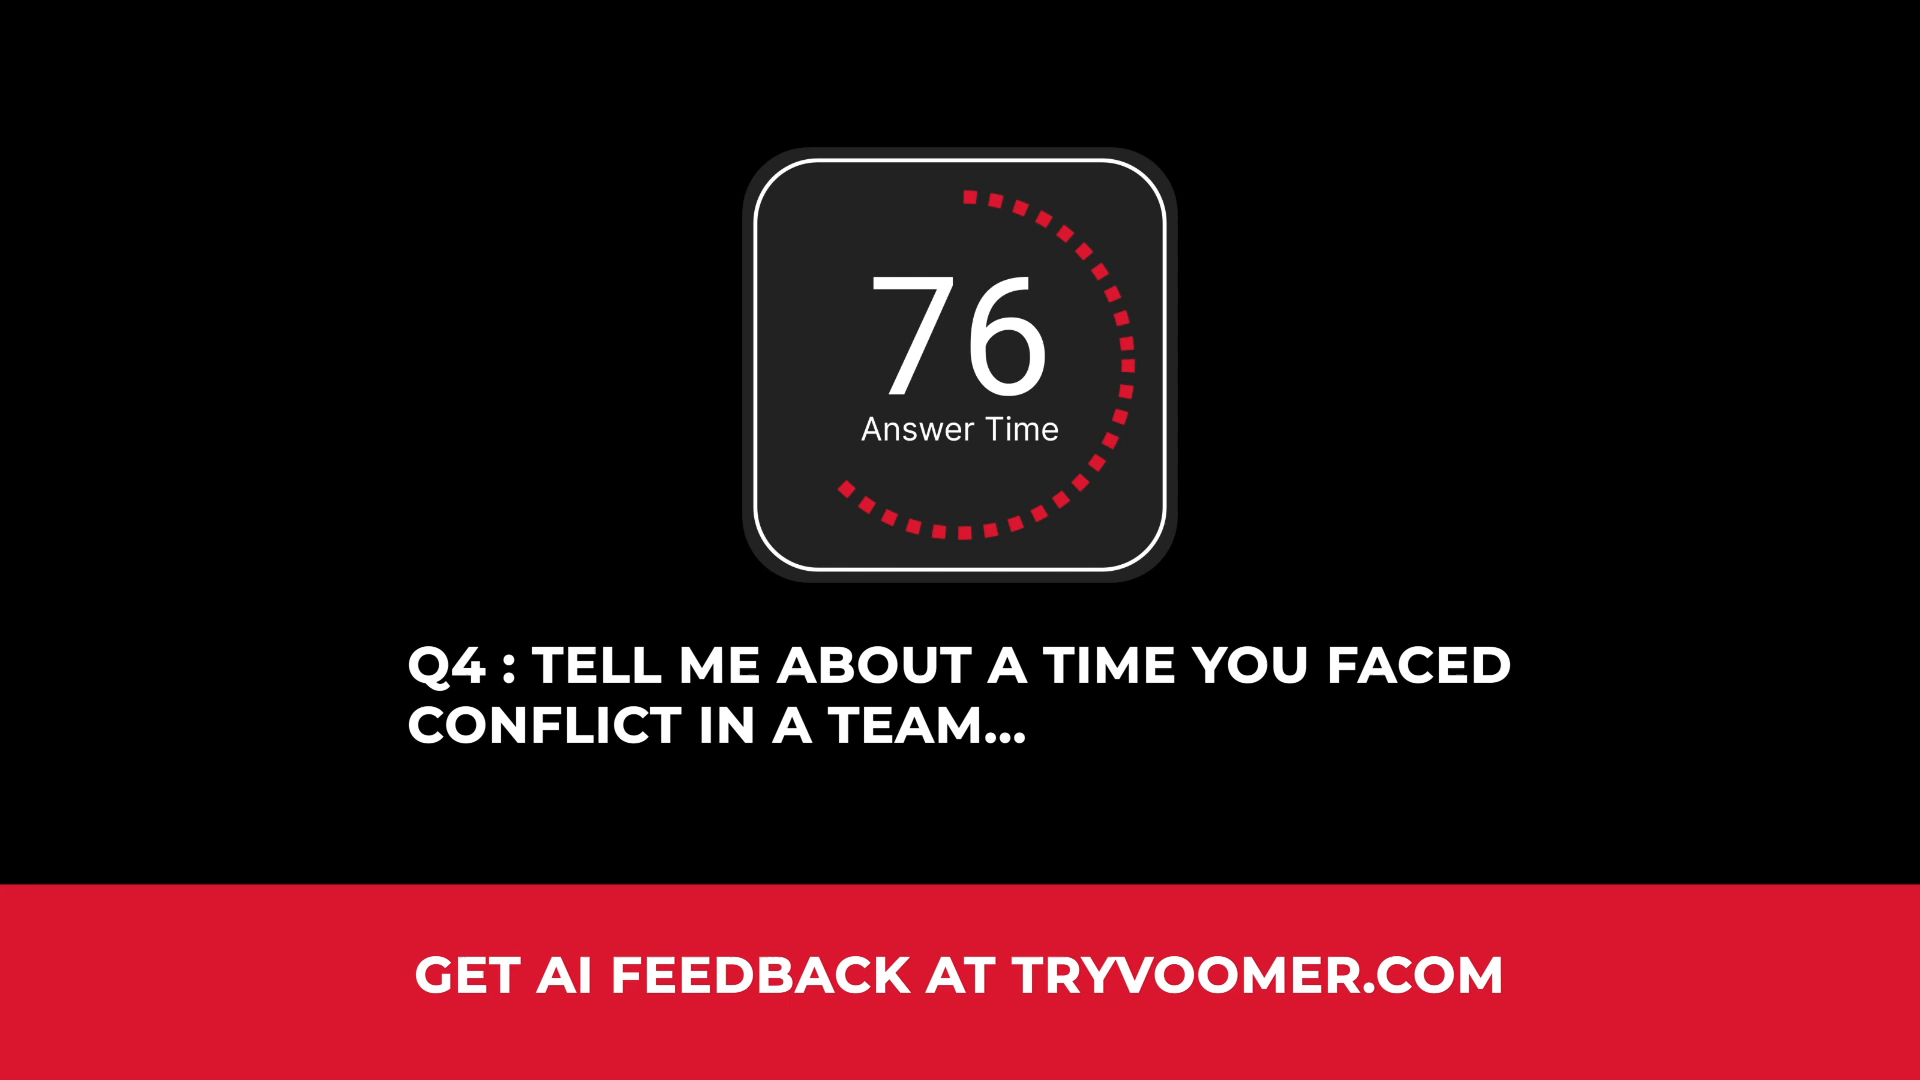 76
Answer Time
Q4 : TELL ME ABOUT A TIME YOU FACED
CONFLICT IN A TEAM...
GET AI FEEDBACK AT TRYVOOMER.COM